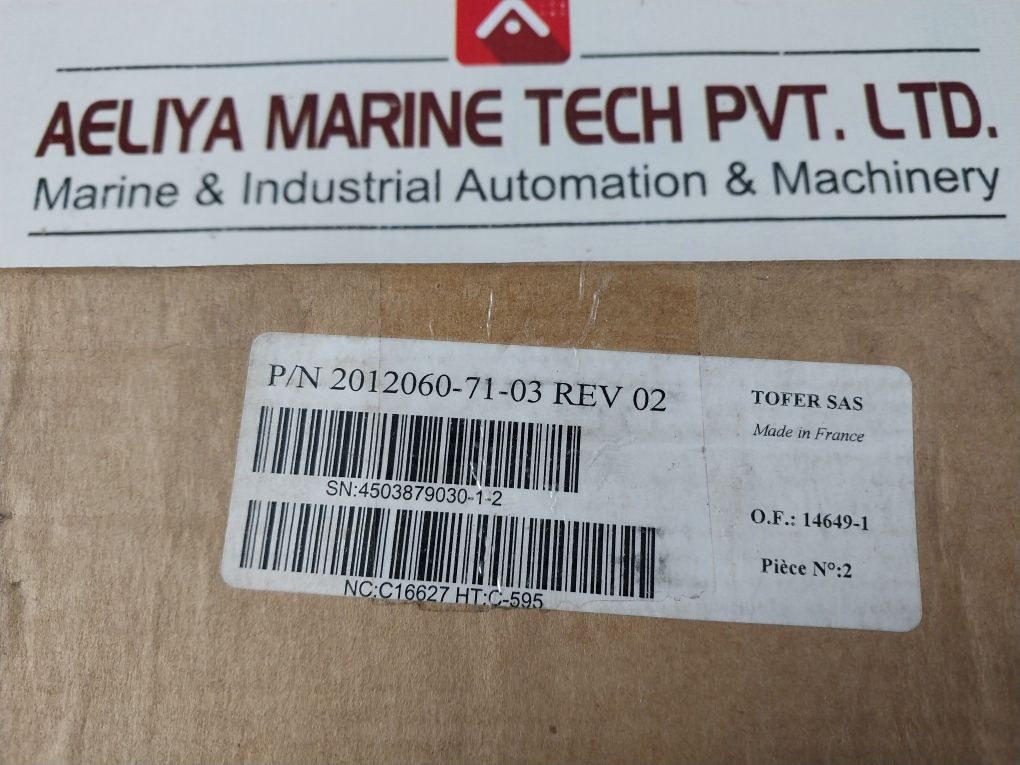 AELIYA MARINE TECH PVT. LTD.
Marine & Industrial Automation & Machinery
P/N 2012060-71-03 REV 02
SN:4503879030-1-2
NC:C16627 HT:C-595
TOFER SAS
Made in France
O.F.: 14649-1
Pièce N°:2